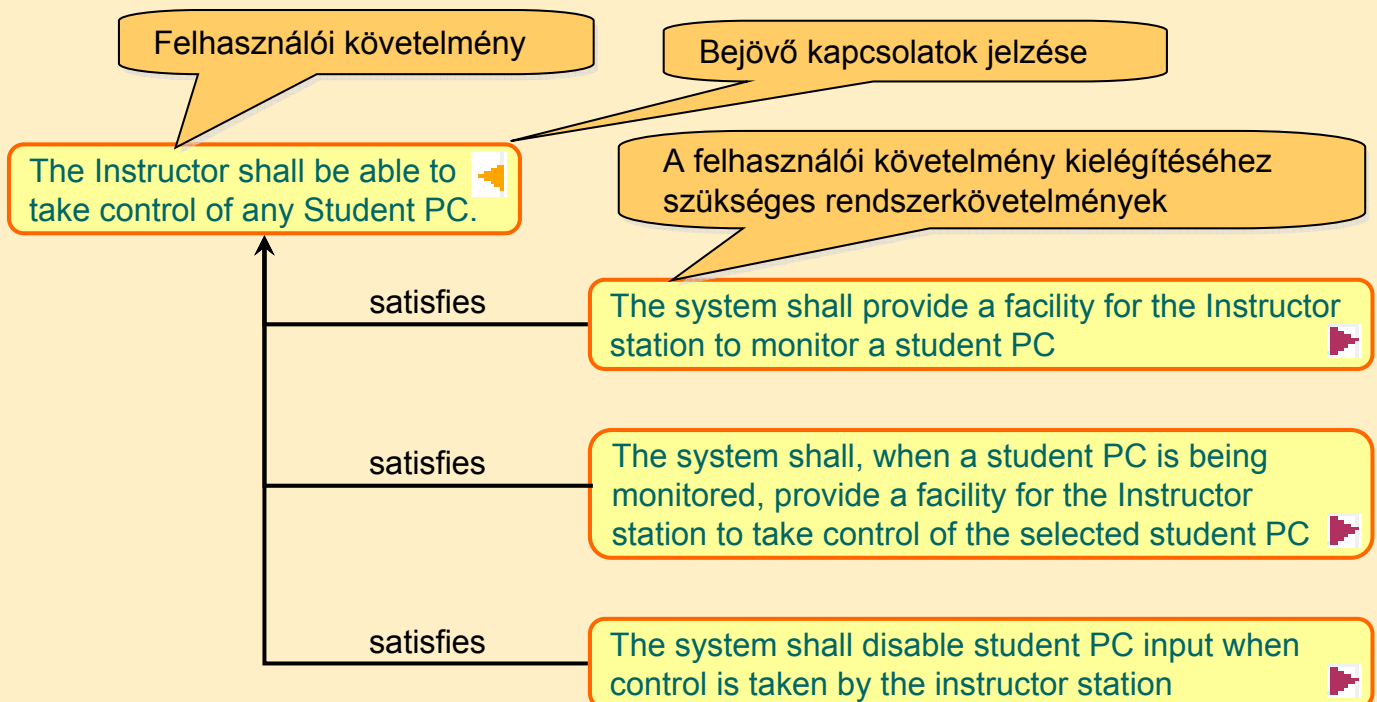 Felhasználói követelmény
Bejövő kapcsolatok jelzése
The Instructor shall be able to
take control of any Student PC.
A felhasználói követelmény kielégítéséhez
szükséges rendszerkövetelmények
satisfies
The system shall provide a facility for the Instructor
station to monitor a student PC
satisfies
The system shall, when a student PC is being
monitored, provide a facility for the Instructor
station to take control of the selected student PC
satisfies
The system shall disable student PC input when
control is taken by the instructor station